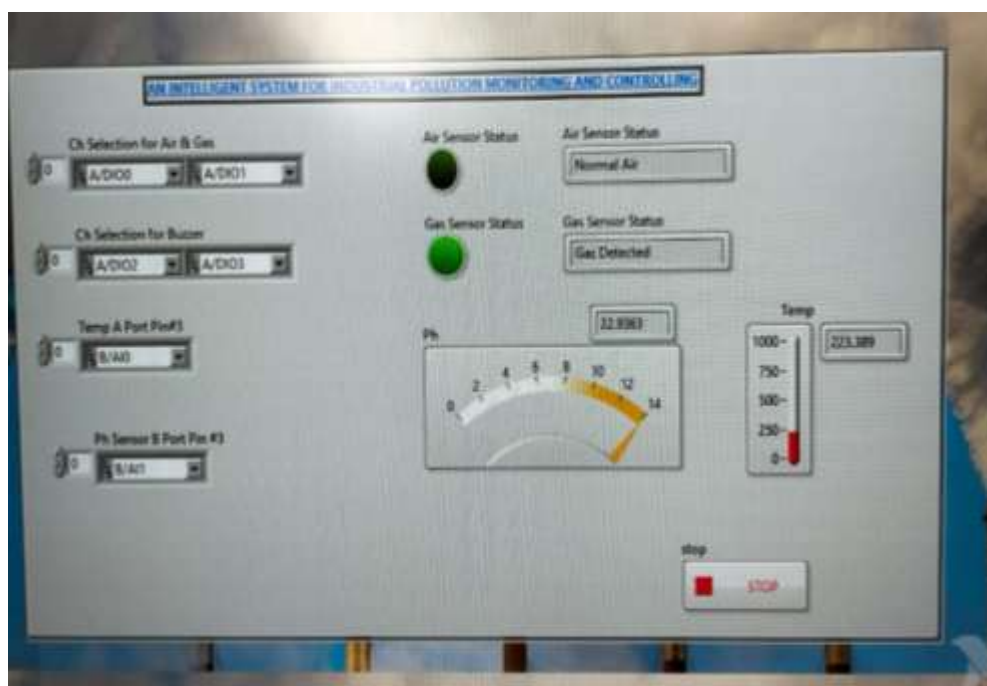 AN INTELLIGENT SYSTEM FOR INDUSTRIAL POLLUTION MONITORING AND CONTROLLING
Ch Selection for Air & Gas
0 A/DIO0 A/DIO1
Air Sensor Status
Air Sensor Status
Normal Air
Ch Selection for Buzzer
0 A/DIO2 A/DIO3
Gas Sensor Status
Gas Sensor Status
Gas Detected
Temp A Port Pin#3
0 B/AI0
Ph Sensor B Port Pin #3
0 B/AI1
Ph
32.9363
0 2 4 6 8 10 12 14
Temp
223.389
1000
750
500
250
0
stop
STOP